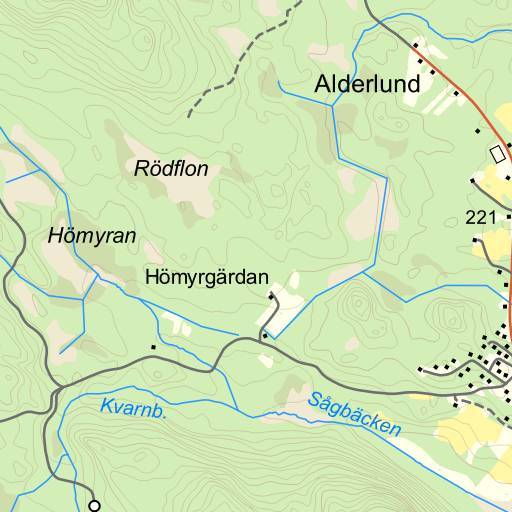 Alderlund
Rödflon
221
Hömyran
Hömyrgärdan
Kvarnb.
Sågbäcken